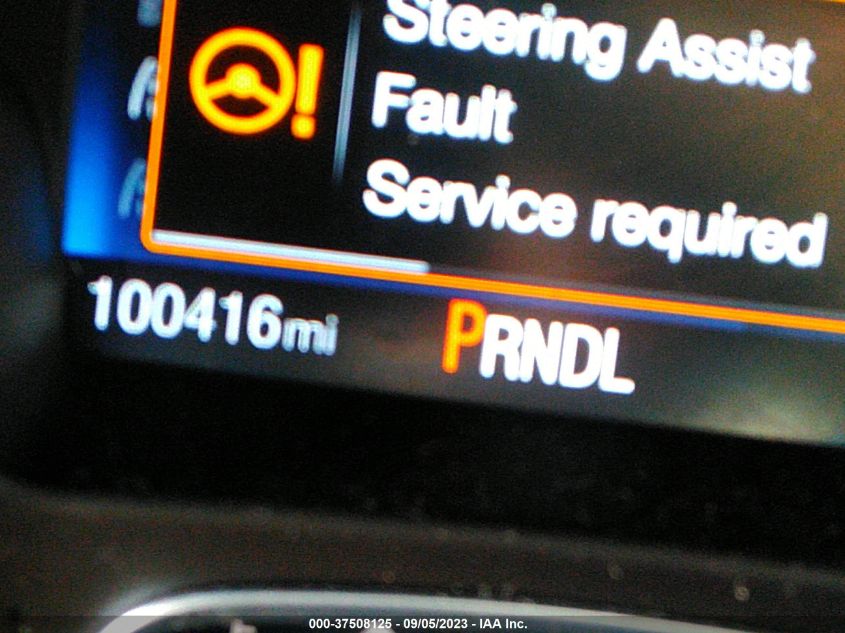 Steering Assist
Fault
Service required
100416mi
PRNDL
000-37508125 - 09/05/2023 - IAA Inc.